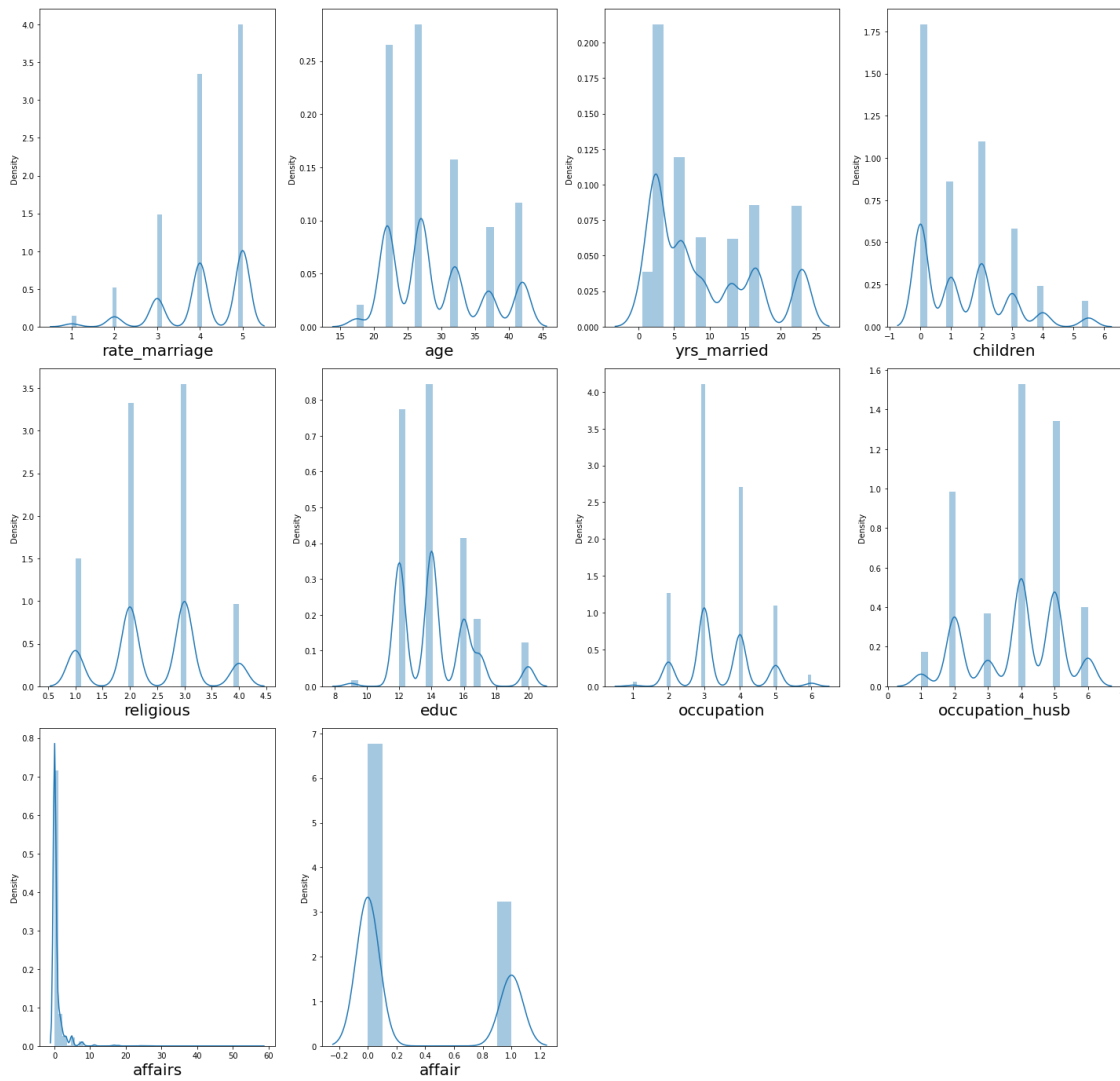 4.0
3.5
3.0
2.5
2.0
1.5
1.0
0.5
0.0
Density
1 2 3 4 5
rate_marriage
0.25
0.20
0.15
0.10
0.05
0.00
Density
15 20 25 30 35 40 45
age
0.200
0.175
0.150
0.125
0.100
0.075
0.050
0.025
0.000
Density
0 5 10 15 20 25
yrs_married
1.75
1.50
1.25
1.00
0.75
0.50
0.25
0.00
Density
−1 0 1 2 3 4 5 6
children
3.5
3.0
2.5
2.0
1.5
1.0
0.5
0.0
Density
0.5 1.0 1.5 2.0 2.5 3.0 3.5 4.0 4.5
religious
0.8
0.7
0.6
0.5
0.4
0.3
0.2
0.1
0.0
Density
8 10 12 14 16 18 20
educ
4.0
3.5
3.0
2.5
2.0
1.5
1.0
0.5
0.0
Density
1 2 3 4 5 6
occupation
1.6
1.4
1.2
1.0
0.8
0.6
0.4
0.2
0.0
Density
0 1 2 3 4 5 6
occupation_husb
0.8
0.7
0.6
0.5
0.4
0.3
0.2
0.1
0.0
Density
0 10 20 30 40 50 60
affairs
7
6
5
4
3
2
1
0
Density
−0.2 0.0 0.2 0.4 0.6 0.8 1.0 1.2
affair